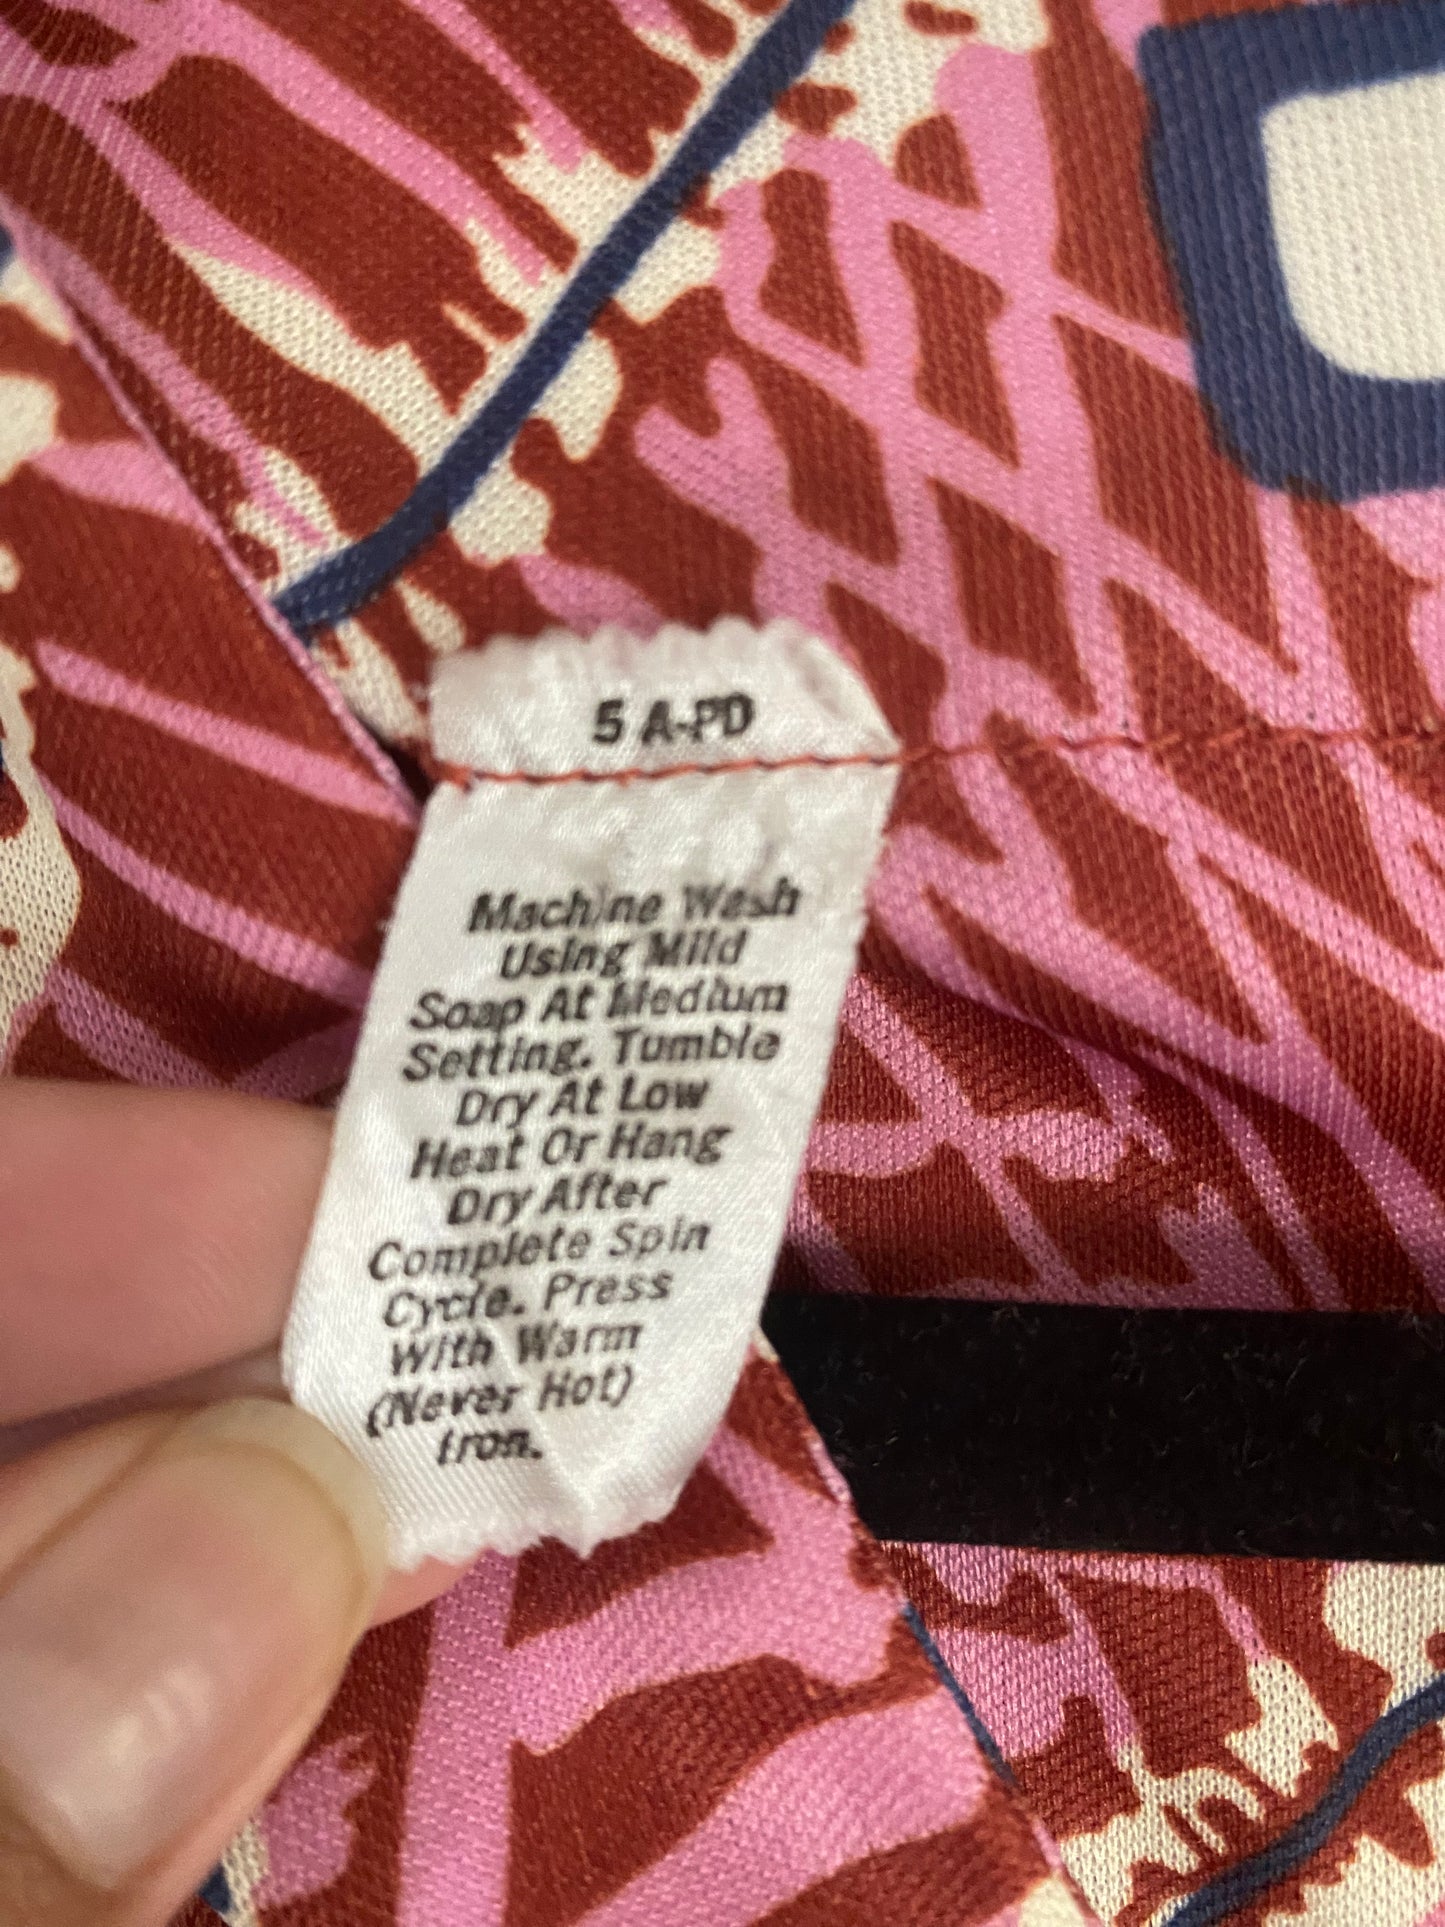 5 A-PD
Machine Wash
Using Mild
Soap At Medium
Setting. Tumble
Dry At Low
Heat Or Hang
Dry After
Complete Spin
Cycle. Press
With Warm
(Never Hot)
Iron.